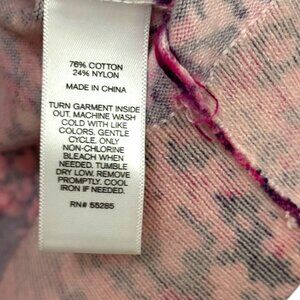 76% COTTON
24% NYLON
MADE IN CHINA
TURN GARMENT INSIDE
OUT. MACHINE WASH
COLD WITH LIKE
COLORS. GENTLE
CYCLE. ONLY
NON-CHLORINE
BLEACH WHEN
NEEDED. TUMBLE
DRY LOW. REMOVE
PROMPTLY. COOL
IRON IF NEEDED.
RN# 55285